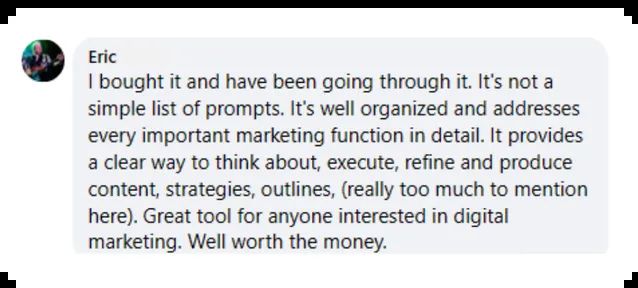 Eric
I bought it and have been going through it. It's not a
simple list of prompts. It's well organized and addresses
every important marketing function in detail. It provides
a clear way to think about, execute, refine and produce
content, strategies, outlines, (really too much to mention
here). Great tool for anyone interested in digital
marketing. Well worth the money.